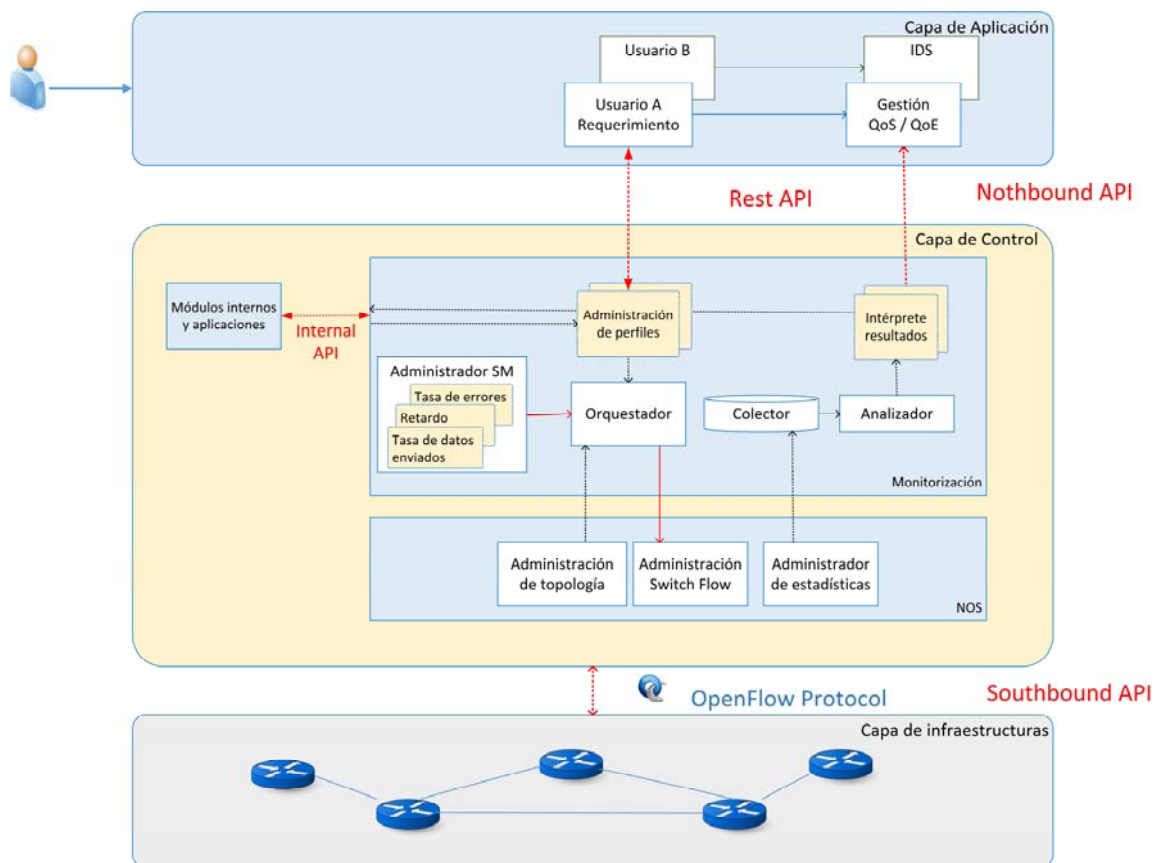 Capa de Aplicación
Usuario B
IDS
Usuario A
Requerimiento
Gestión
QoS / QoE
Rest API
Nothbound API
Capa de Control
Módulos internos
y aplicaciones
Internal
API
Administración
de perfiles
Intérprete
resultados
Administrador SM
Tasa de errores
Retardo
Tasa de datos
enviados
Orquestador
Colector
Analizador
Monitorización
Administración
de topología
Administración
Switch Flow
Administrador
de estadísticas
NOS
OpenFlow Protocol
Southbound API
Capa de infraestructuras